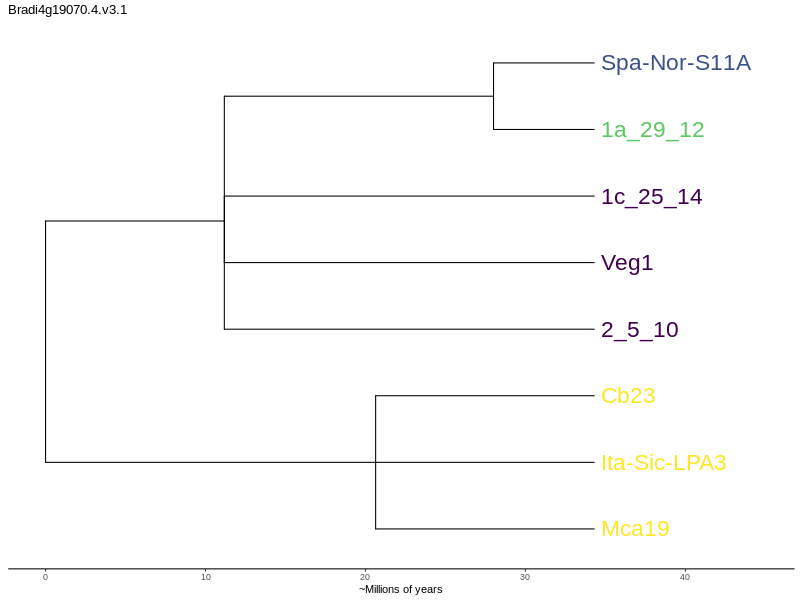 Bradi4g19070.4.v3.1
Spa-Nor-S11A
1a_29_12
1c_25_14
Veg1
2_5_10
Cb23
Ita-Sic-LPA3
Mca19
0 10 20 30 40
~Millions of years